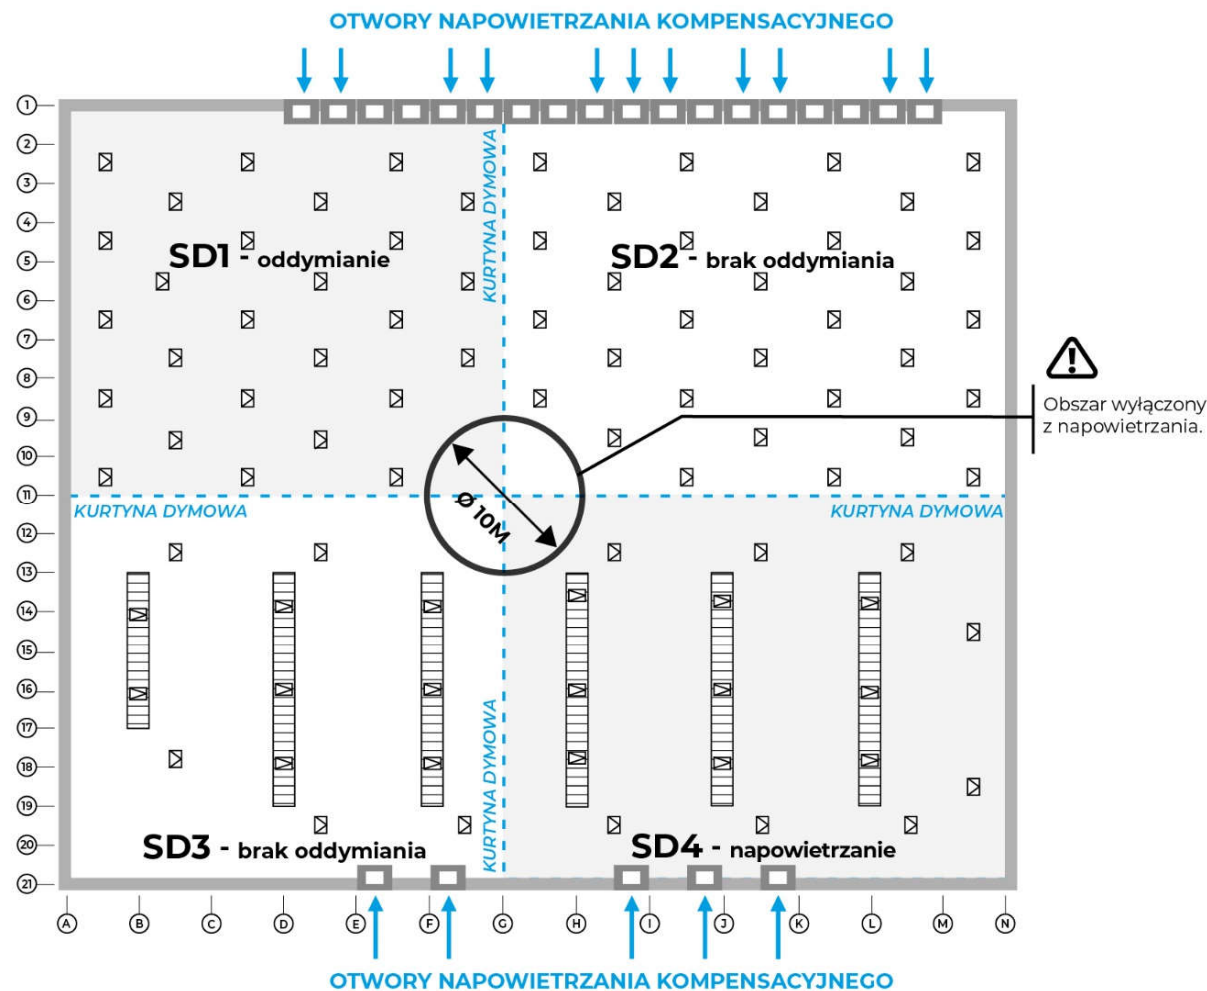 OTWORY NAPOWIETRZANIA KOMPENSACYJNEGO
1
2
3
4
5
6
7
8
9
10
11
12
13
14
15
16
17
18
19
20
21
KURTYNA DYMOWA
SD1 - oddymianie
SD2 - brak oddymiania
Obszar wyłączony
z napowietrzania.
Ø 10M
KURTYNA DYMOWA
KURTYNA DYMOWA
KURTYNA DYMOWA
SD3 - brak oddymiania
SD4 - napowietrzanie
A B C D E F G H I J K L M N
OTWORY NAPOWIETRZANIA KOMPENSACYJNEGO